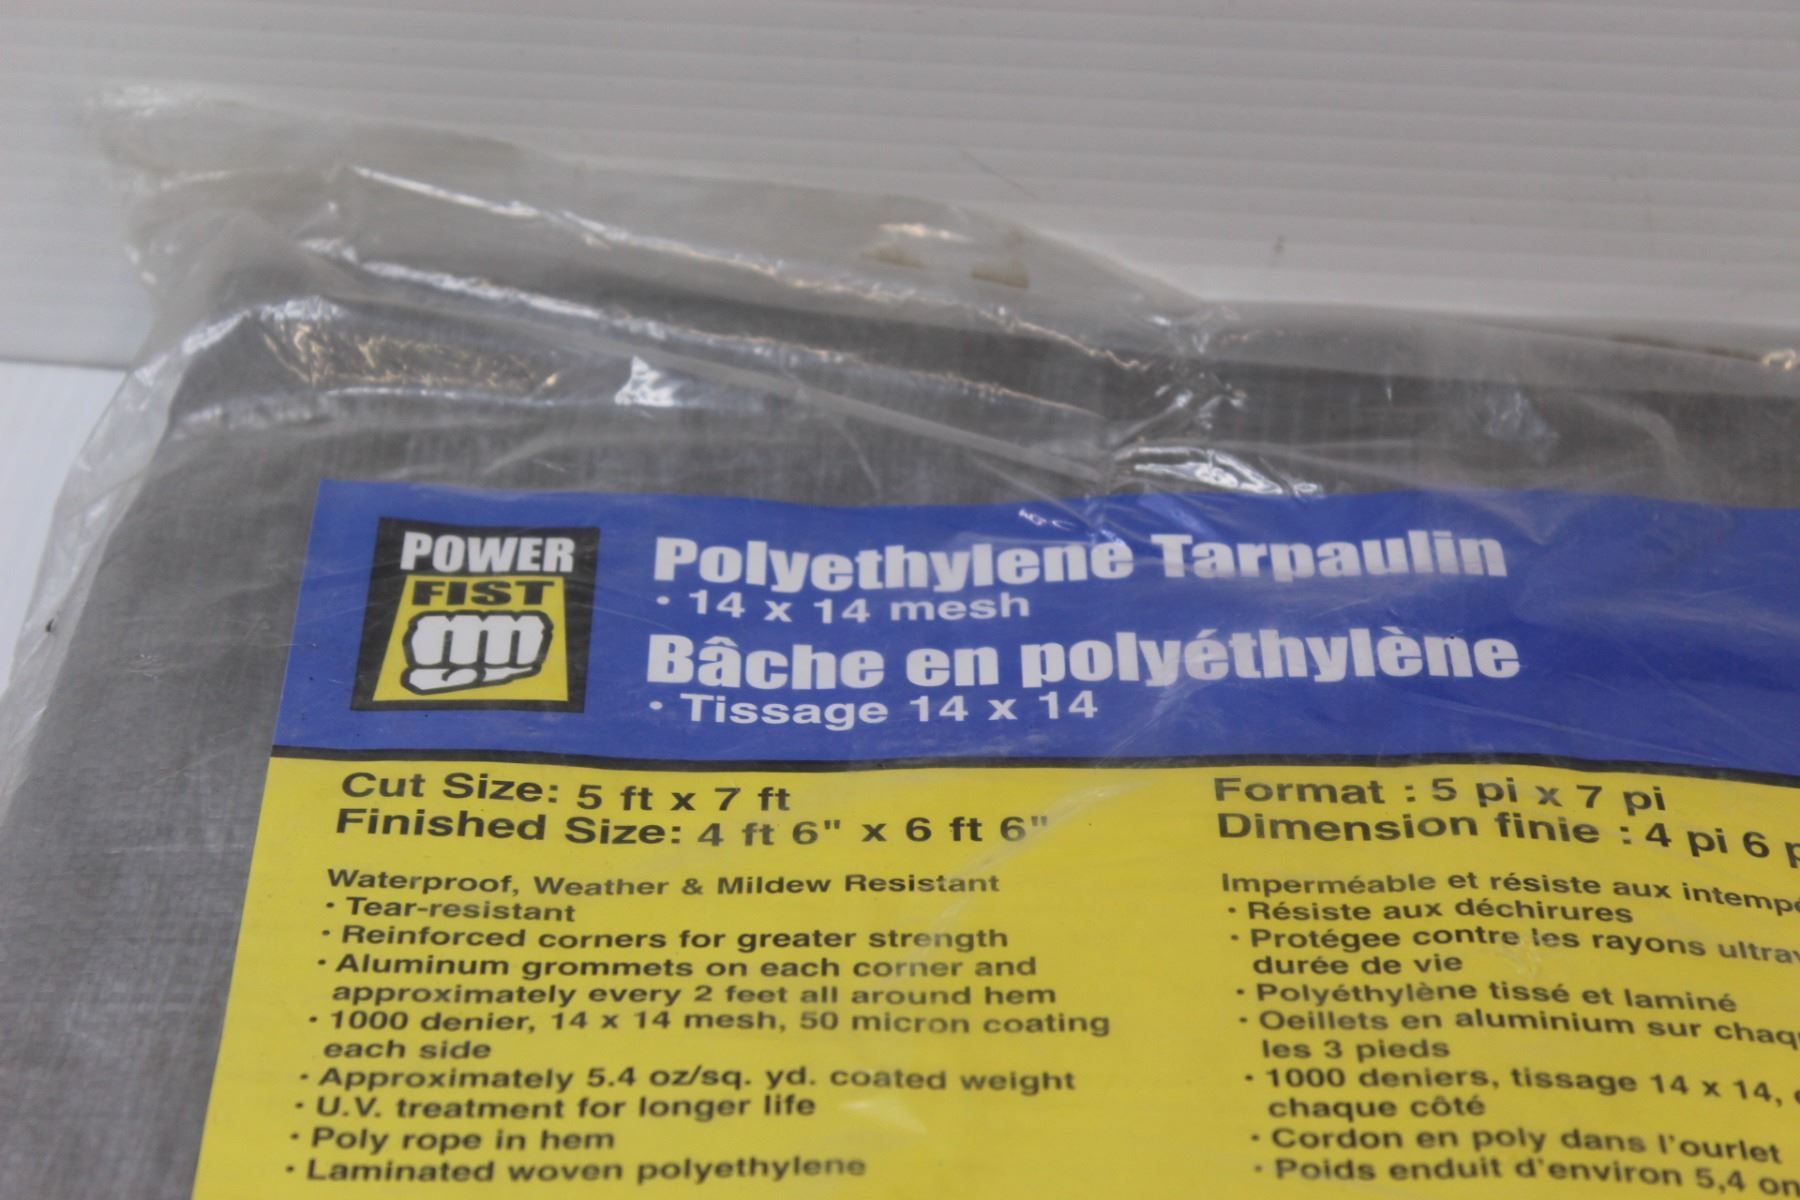 POWER
FIST
Polyethylene Tarpaulin
• 14 x 14 mesh
Bâche en polyéthylène
• Tissage 14 x 14
Cut Size: 5 ft x 7 ft
Finished Size: 4 ft 6" x 6 ft 6"
Waterproof, Weather & Mildew Resistant
• Tear-resistant
• Reinforced corners for greater strength
• Aluminum grommets on each corner and
approximately every 2 feet all around hem
• 1000 denier, 14 x 14 mesh, 50 micron coating
each side
• Approximately 5.4 oz/sq. yd. coated weight
• U.V. treatment for longer life
• Poly rope in hem
• Laminated woven polyethylene
Format : 5 pi x 7 pi
Dimension finie : 4 pi 6
Imperméable et résiste aux
• Résiste aux déchirures
• Protégee contre les rayons
durée de vie
• Polyéthylène tissé et laminé
• Oeillets en aluminium sur
les 3 pieds
• 1000 deniers, tissage 14 x 14,
chaque côté
• Cordon en poly dans l'ourlet
• Poids enduit d'environ 5,4